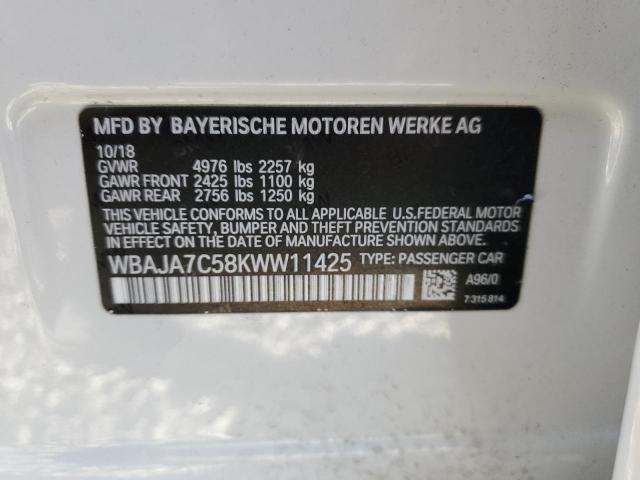 MFD BY BAYERISCHE MOTOREN WERKE AG
10/18
GVWR 4976 lbs 2257 kg
GAWR FRONT 2425 lbs 1100 kg
GAWR REAR 2756 lbs 1250 kg
THIS VEHICLE CONFORMS TO ALL APPLICABLE U.S.FEDERAL MOTOR
VEHICLE SAFETY, BUMPER AND THEFT PREVENTION STANDARDS
IN EFFECT ON THE DATE OF MANUFACTURE SHOWN ABOVE.
WBAJA7C58KWW11425 TYPE: PASSENGER CAR
A96/0
7 315 814